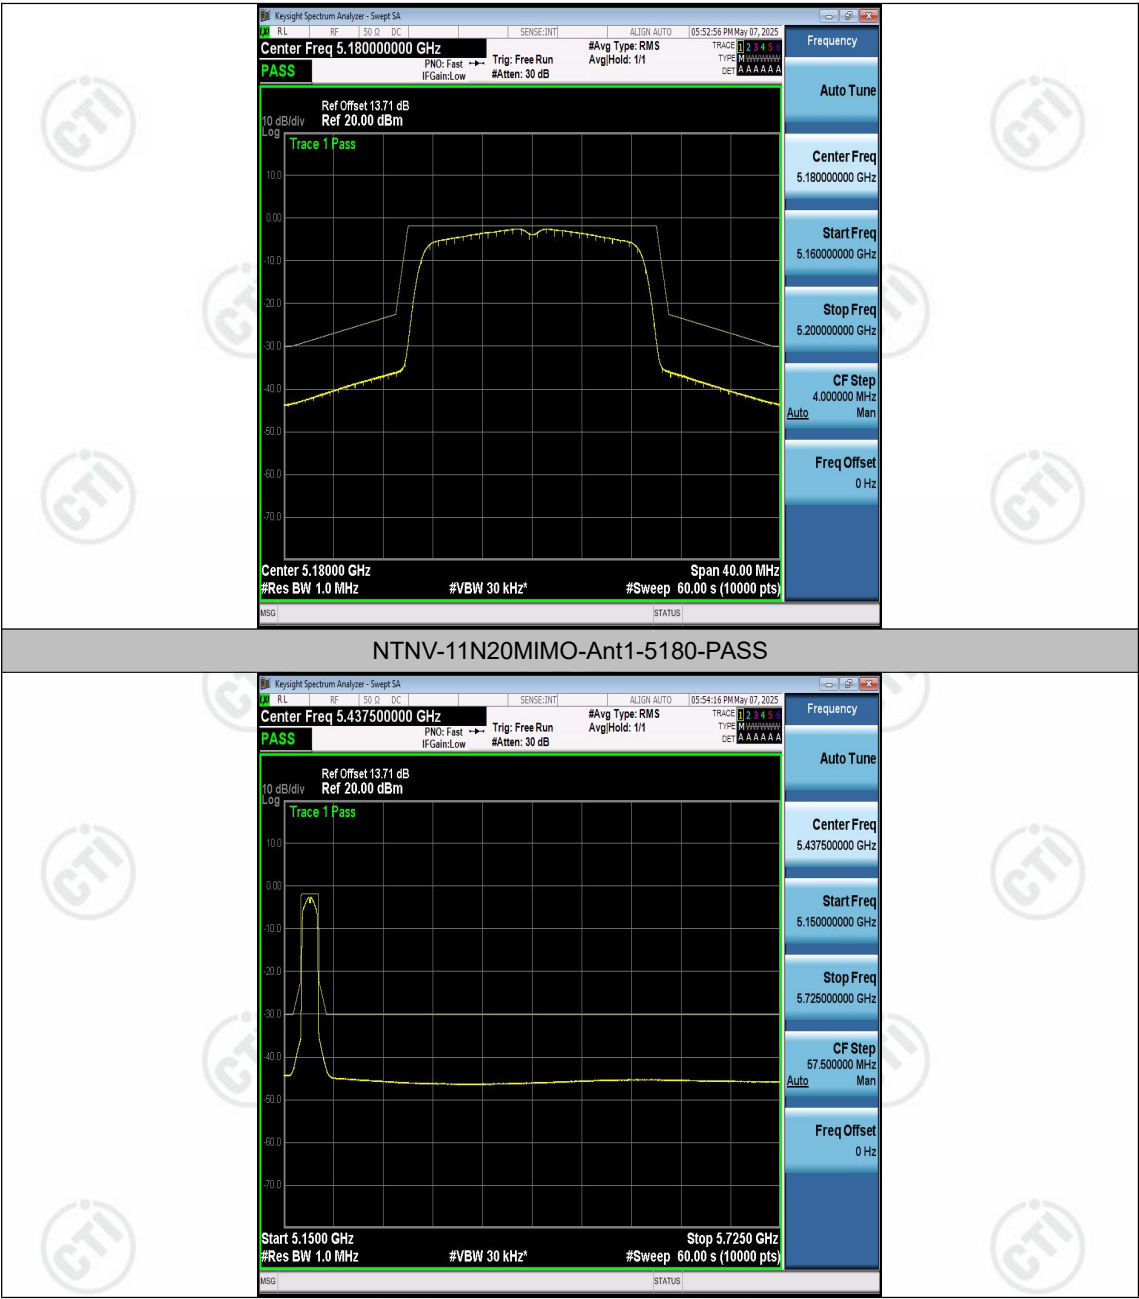 Keysight Spectrum Analyzer - Swept SA
RL RF 50 Ω DC SENSE:INT ALIGN AUTO 05:52:56 PM May 07, 2025
Center Freq 5.180000000 GHz
PASS
PNO: Fast
IFGain:Low
Trig: Free Run
#Atten: 30 dB
#Avg Type: RMS
Avg|Hold: 1/1
TRACE 1 2 3 4 5 6
TYPE M WWWWW
DET A A A A A A
Ref Offset 13.71 dB
10 dB/div Ref 20.00 dBm
Log
Trace 1 Pass
10.0
0.00
-10.0
-20.0
-30.0
-40.0
-50.0
-60.0
-70.0
Center 5.18000 GHz Span 40.00 MHz
#Res BW 1.0 MHz #VBW 30 kHz* #Sweep 60.00 s (10000 pts)
MSG STATUS
Frequency
Auto Tune
Center Freq
5.180000000 GHz
Start Freq
5.160000000 GHz
Stop Freq
5.200000000 GHz
CF Step
4.000000 MHz
Auto Man
Freq Offset
0 Hz
NTNV-11N20MIMO-Ant1-5180-PASS
Keysight Spectrum Analyzer - Swept SA
RL RF 50 Ω DC SENSE:INT ALIGN AUTO 05:54:16 PM May 07, 2025
Center Freq 5.437500000 GHz
PASS
PNO: Fast
IFGain:Low
Trig: Free Run
#Atten: 30 dB
#Avg Type: RMS
Avg|Hold: 1/1
TRACE 1 2 3 4 5 6
TYPE M WWWWW
DET A A A A A A
Ref Offset 13.71 dB
10 dB/div Ref 20.00 dBm
Log
Trace 1 Pass
10.0
0.00
-10.0
-20.0
-30.0
-40.0
-50.0
-60.0
-70.0
Start 5.1500 GHz Stop 5.7250 GHz
#Res BW 1.0 MHz #VBW 30 kHz* #Sweep 60.00 s (10000 pts)
MSG STATUS
Frequency
Auto Tune
Center Freq
5.437500000 GHz
Start Freq
5.150000000 GHz
Stop Freq
5.725000000 GHz
CF Step
57.500000 MHz
Auto Man
Freq Offset
0 Hz
CTI
CTI
CTI
CTI
CTI
CTI
CTI
CTI
CTI
CTI
CTI
CTI